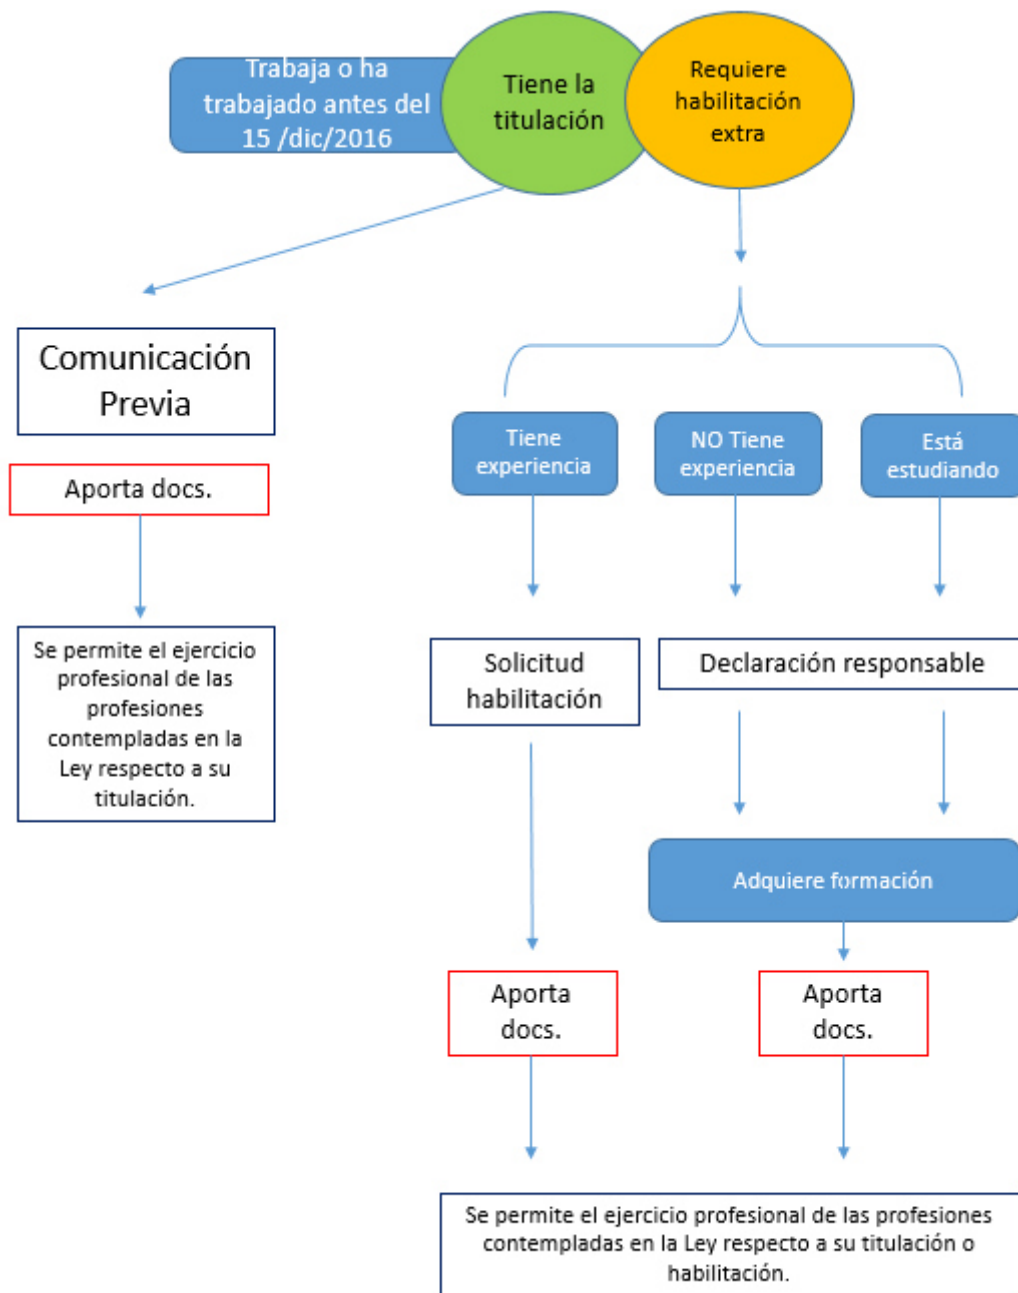 Trabaja o ha
trabajado antes del
15 /dic/2016
Tiene la
titulación
Requiere
habilitación
extra
Comunicación
Previa
Aporta docs.
Se permite el ejercicio
profesional de las
profesiones
contempladas en la
Ley respecto a su
titulación.
Tiene
experiencia
NO Tiene
experiencia
Está
estudiando
Solicitud
habilitación
Declaración responsable
Adquiere formación
Aporta
docs.
Aporta
docs.
Se permite el ejercicio profesional de las profesiones
contempladas en la Ley respecto a su titulación o
habilitación.